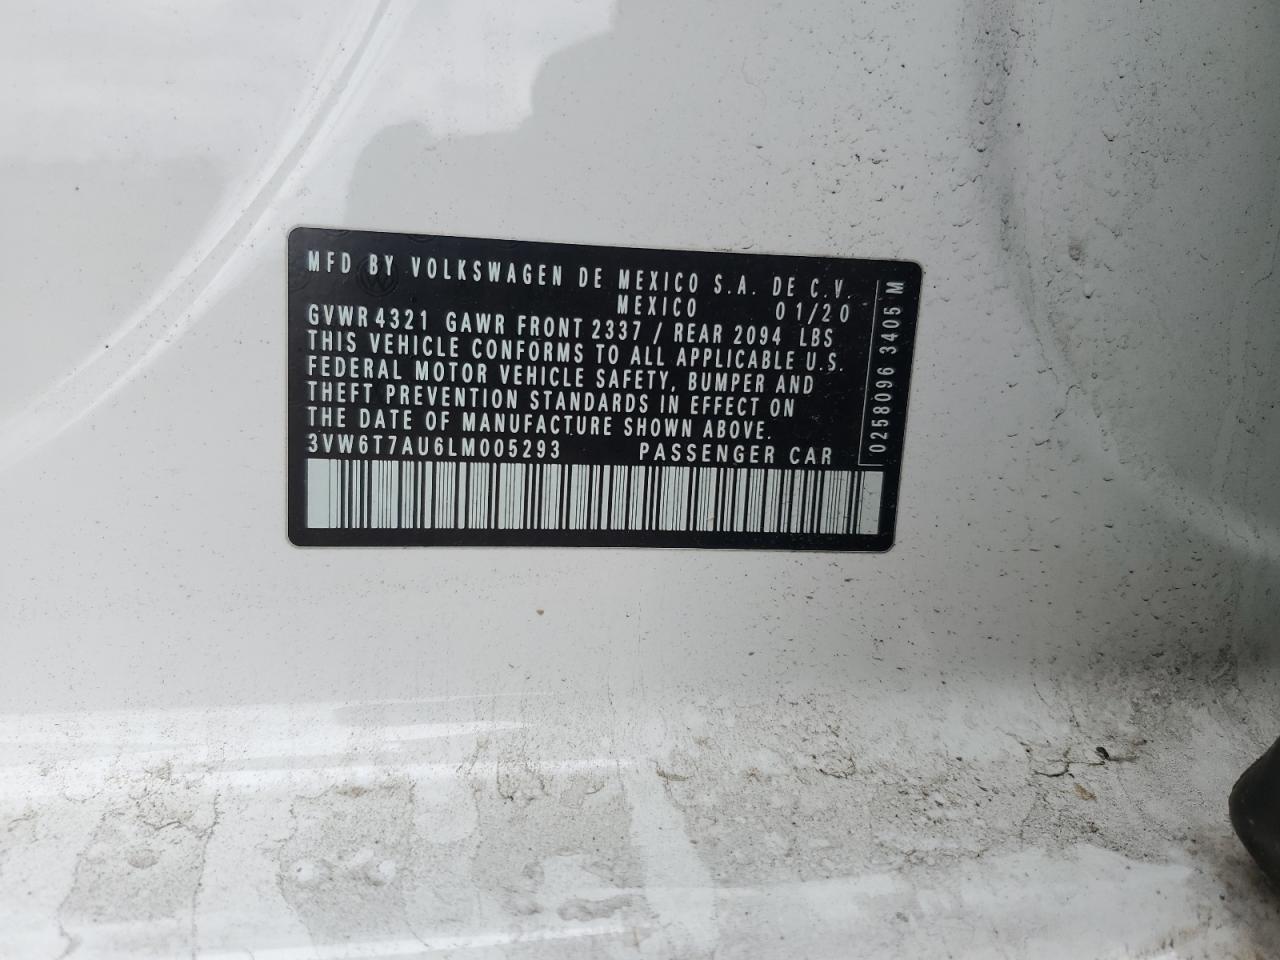 MFD BY VOLKSWAGEN DE MEXICO S.A. DE C.V.
MEXICO 01/20
GVWR 4321 GAWR FRONT 2337 / REAR 2094 LBS
THIS VEHICLE CONFORMS TO ALL APPLICABLE U.S.
FEDERAL MOTOR VEHICLE SAFETY, BUMPER AND
THEFT PREVENTION STANDARDS IN EFFECT ON
THE DATE OF MANUFACTURE SHOWN ABOVE.
3VW6T7AU6LM005293 PASSENGER CAR
0258096 3405 M